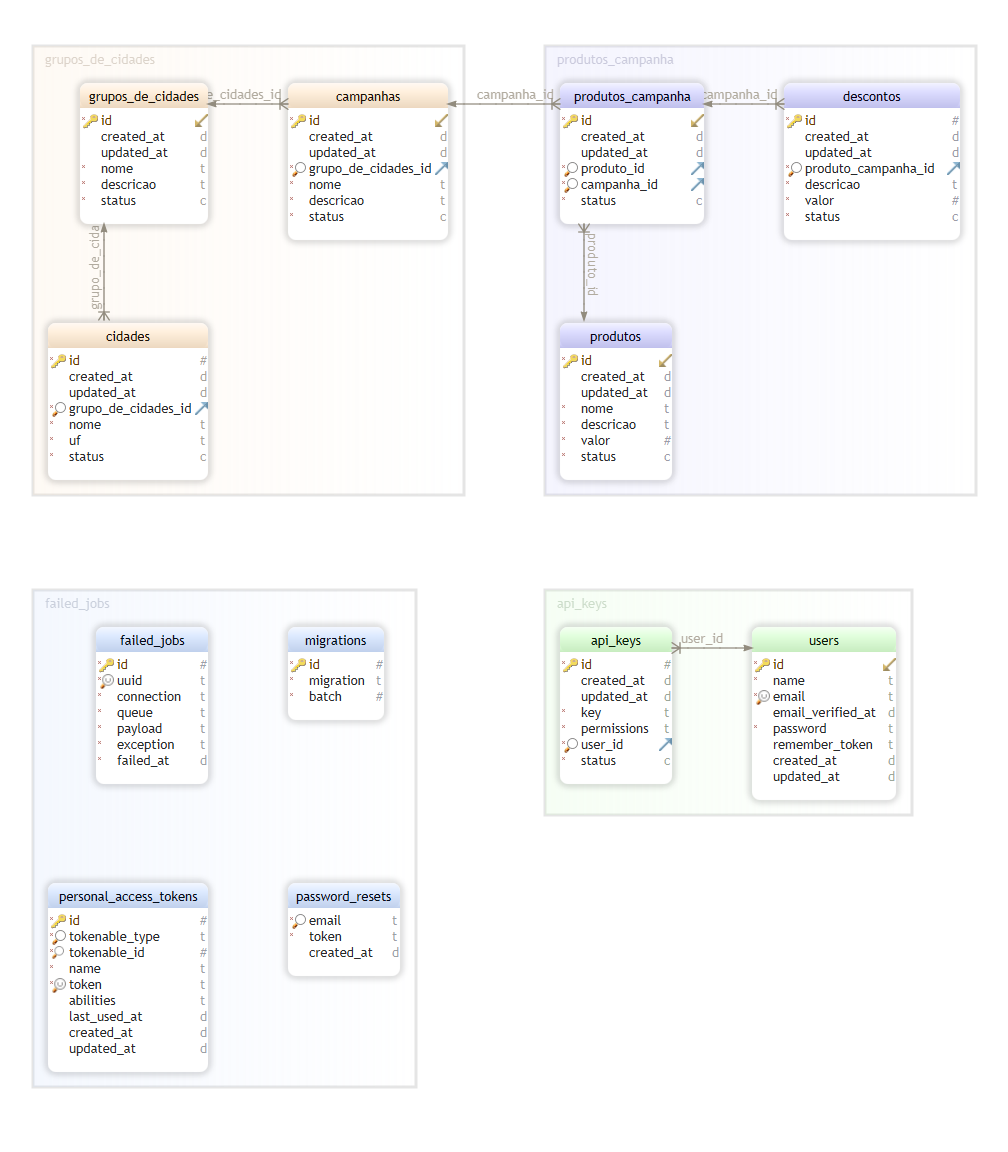 grupos_de_cidades
grupos_de_cidades
id
created_at d
updated_at d
* nome t
* descricao t
* status c
e_cidades_id
campanhas
id
created_at d
updated_at d
grupo_de_cidades_id
* nome t
* descricao t
* status c
grupo_de_cida
cidades
id #
created_at d
updated_at d
grupo_de_cidades_id
* nome t
* uf t
* status c
campanha_id
produtos_campanha
produtos_campanha
id
created_at d
updated_at d
produto_id
campanha_id
* status c
campanha_id
descontos
id #
created_at d
updated_at d
produto_campanha_id
* descricao t
* valor #
* status c
produto_id
produtos
id
created_at d
updated_at d
* nome t
* descricao t
* valor #
* status c
failed_jobs
failed_jobs
id #
uuid t
* connection t
* queue t
* payload t
* exception t
* failed_at d
migrations
id #
* migration t
* batch #
personal_access_tokens
id #
tokenable_type t
tokenable_id #
* name t
token t
abilities t
last_used_at d
created_at d
updated_at d
password_resets
email t
* token t
created_at d
api_keys
api_keys
id #
created_at d
updated_at d
* key t
* permissions t
user_id
* status c
user_id
users
id
* name t
email t
email_verified_at d
* password t
remember_token t
created_at d
updated_at d